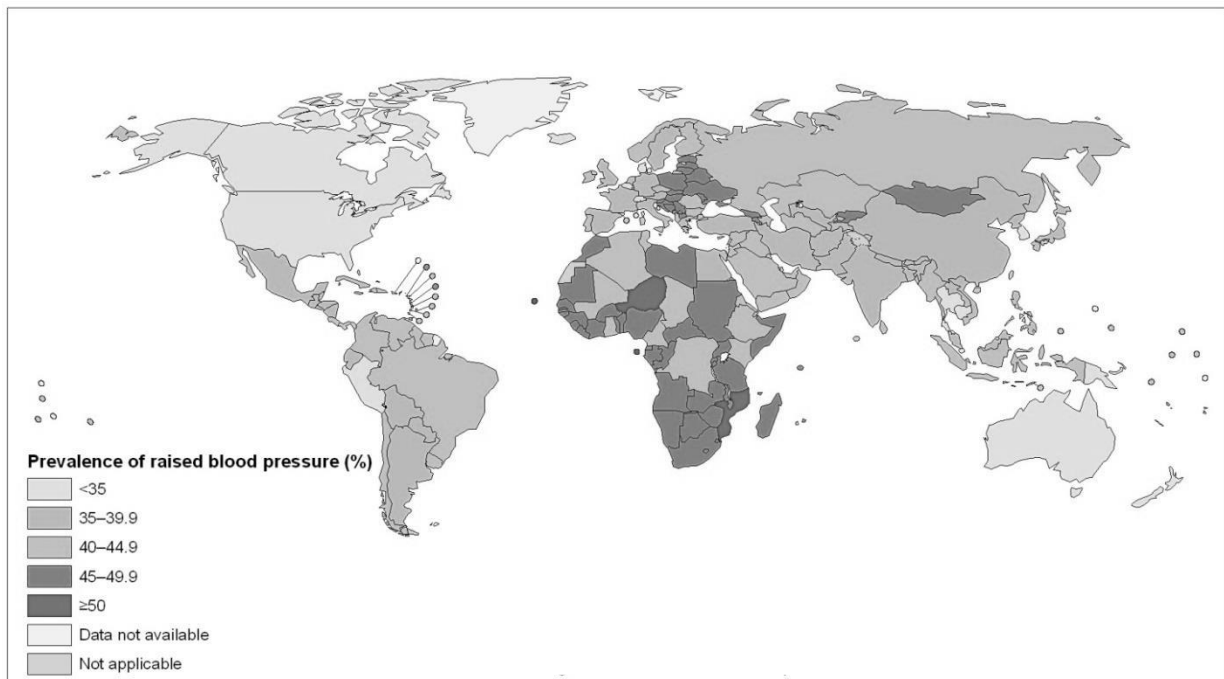 Prevalence of raised blood pressure (%)
<35
35–39.9
40–44.9
45–49.9
≥50
Data not available
Not applicable